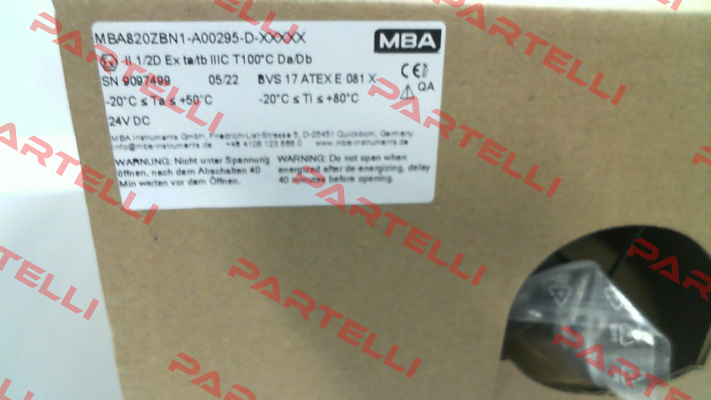 MBA820ZBN1-A00295-D-XXXXX
MBA
II 1/2D Ex ta/tb IIIC T100°C Da/Db
SN 9097499 05/22 BVS 17 ATEX E 081 X
QA
-20°C ≤ Ta ≤ +50°C -20°C ≤ Ti ≤ +80°C
24V DC
MBA Instruments GmbH, Friedrich-List-Strasse 5, D-25451 Quickborn, Germany
info@mba-instruments.de +49 4106 123 888 0 www.mba-instruments.de
WARNUNG: Nicht unter Spannung
öffnen, nach dem Abschalten 40
Min warten vor dem Öffnen.
WARNING: Do not open when
energized after de-energizing, delay
40 minutes before opening.
PARTELLI
PARTELLI
PARTELLI
PARTELLI
PARTELLI
PARTELLI
PARTELLI
PARTELLI